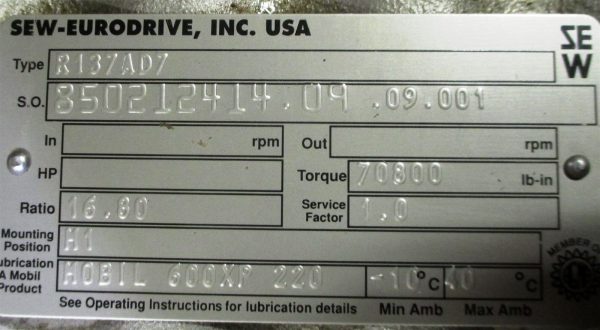 SEW-EURODRIVE, INC. USA
SEW
Type R137AD7
S.O. 850212414.09 .09.001
In rpm Out rpm
HP Torque 70800 lb-in
Ratio 16.80 Service Factor 1.0
Mounting Position M1
Lubrication A Mobil Product MOBIL 600XP 220 -10 °C 40 °C
See Operating Instructions for lubrication details Min Amb Max Amb
MEMBER OF